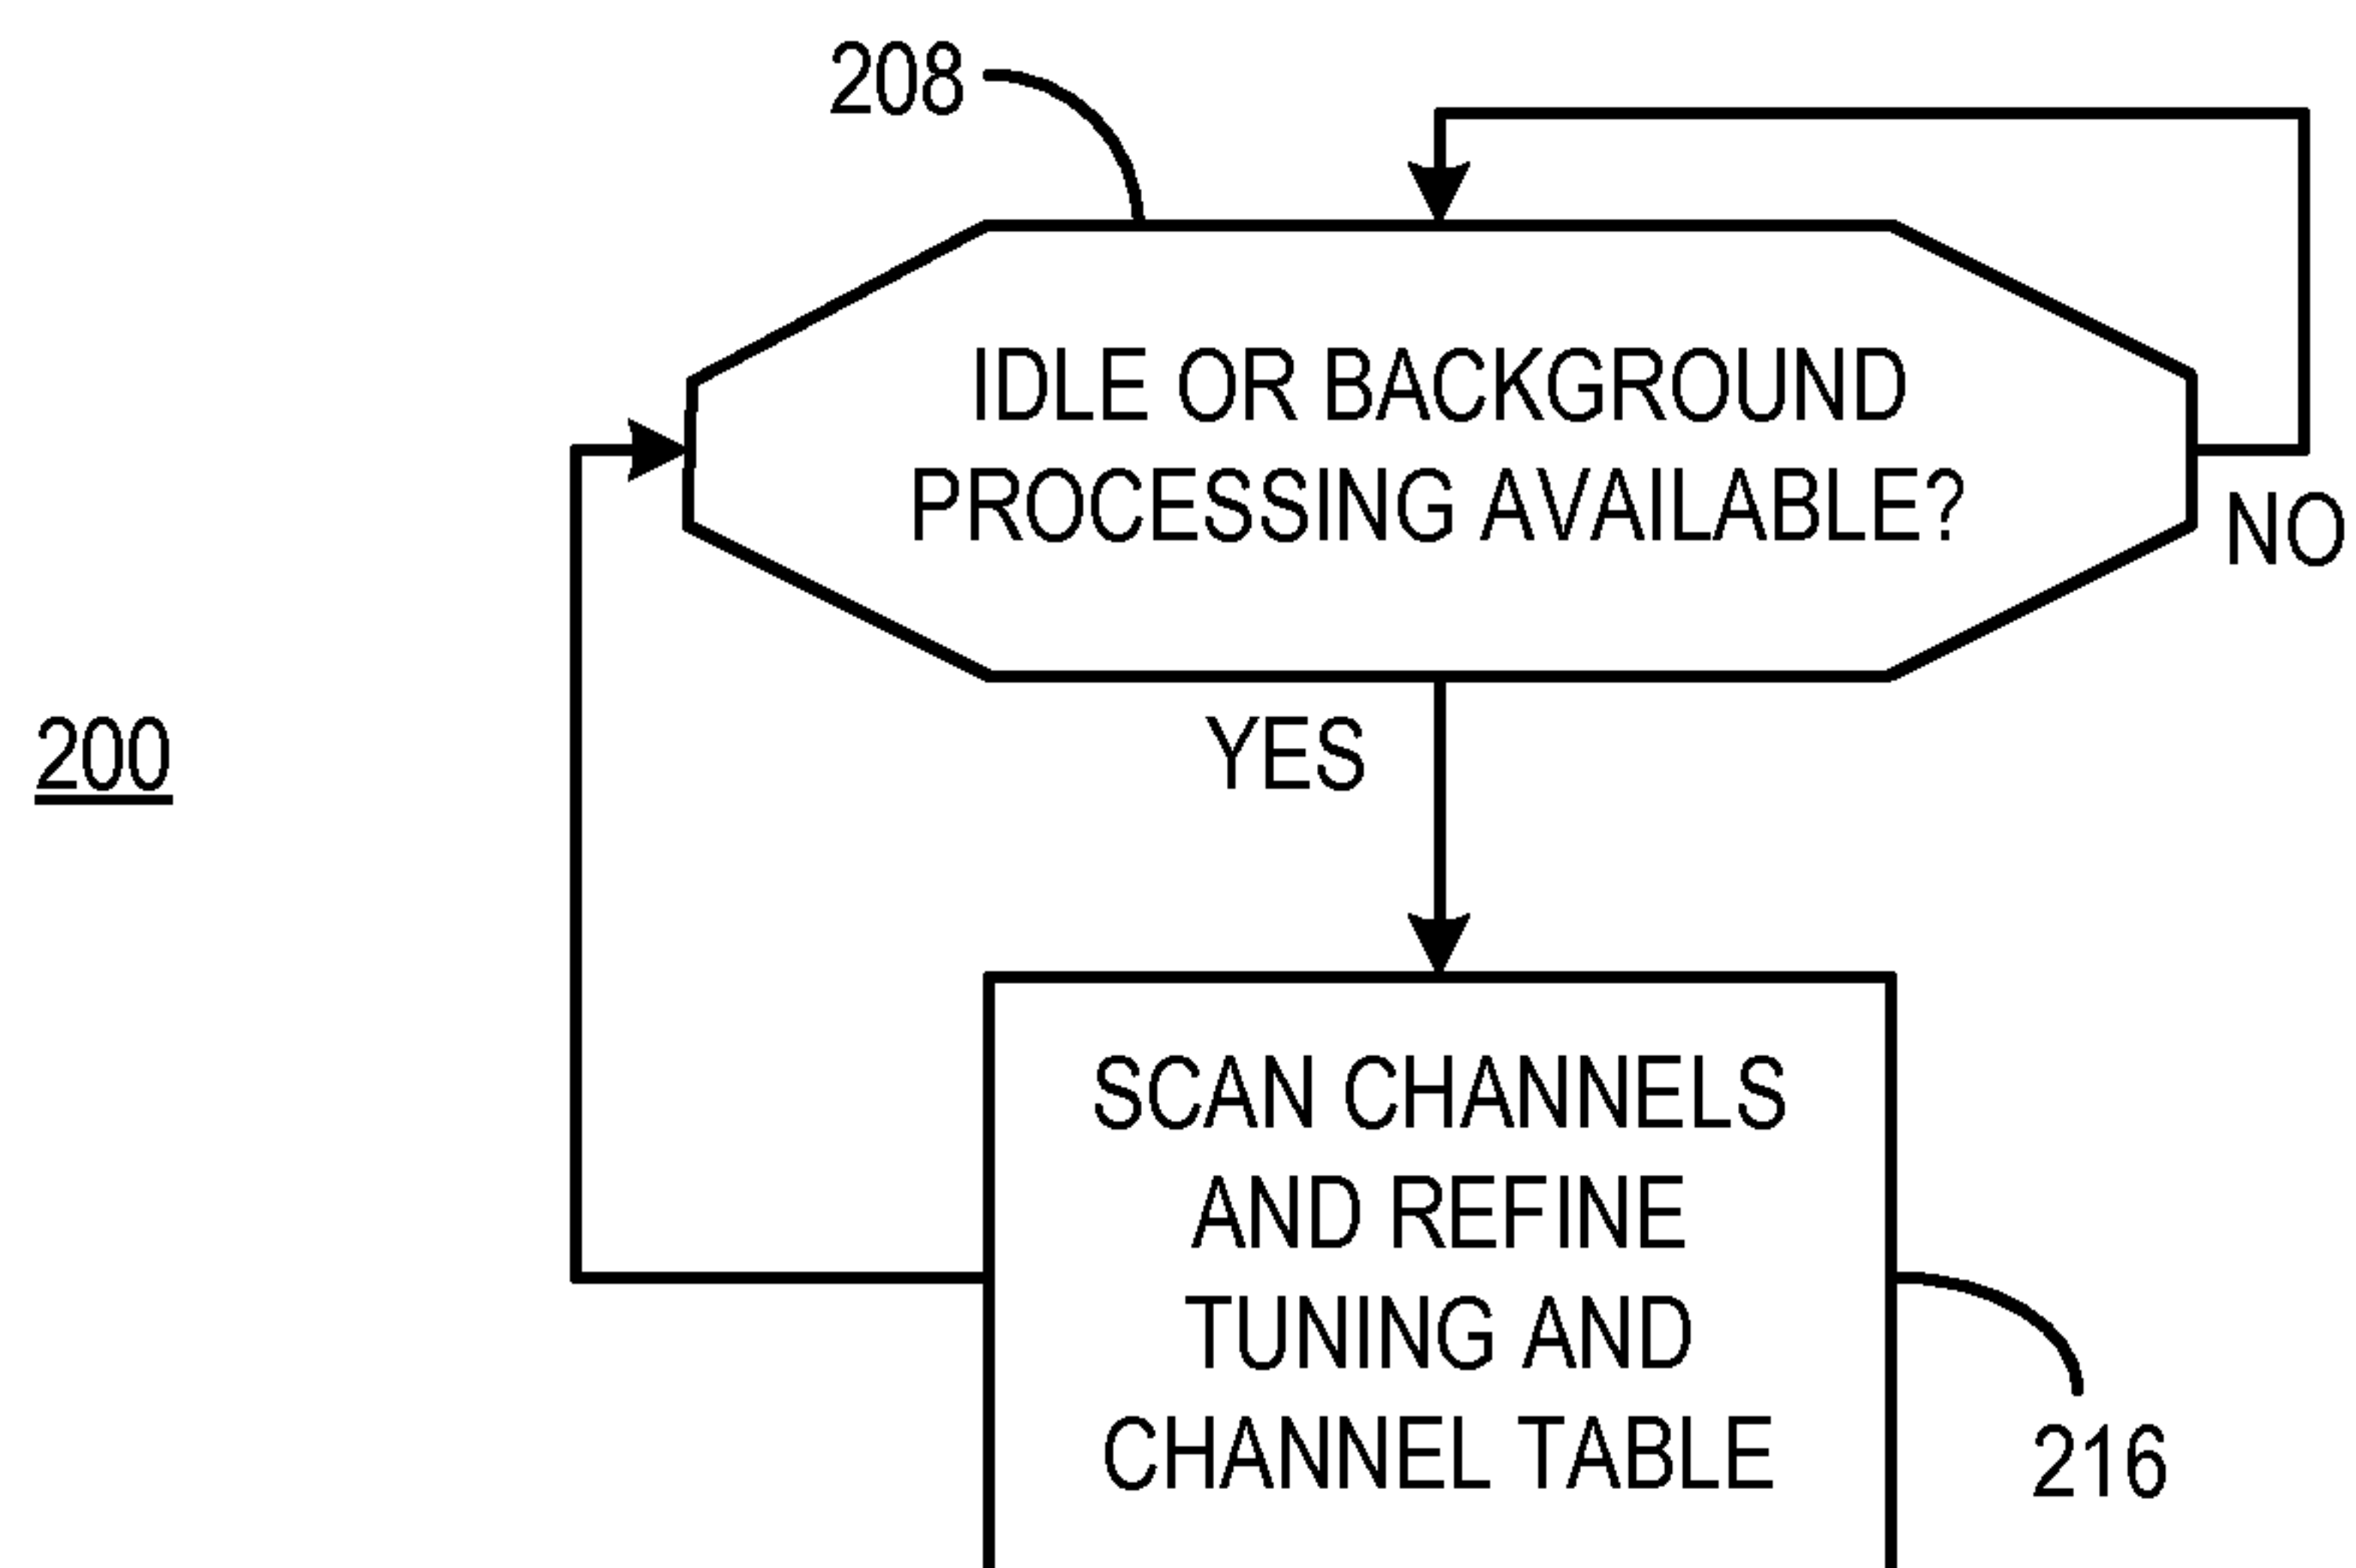 208
IDLE OR BACKGROUND
PROCESSING AVAILABLE?
NO
YES
200
SCAN CHANNELS
AND REFINE
TUNING AND
CHANNEL TABLE
216